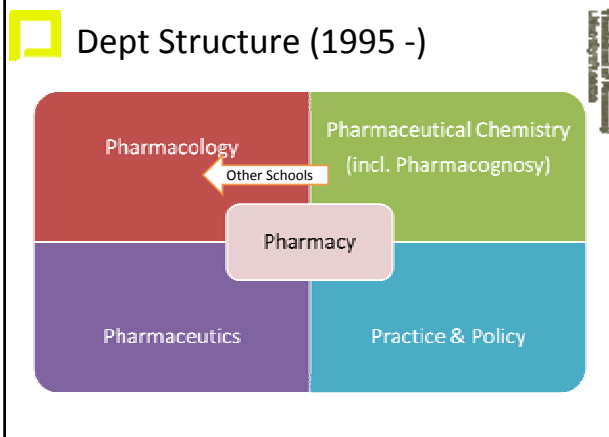 Dept Structure (1995 -)
Pharmacology
Pharmaceutical Chemistry
(incl. Pharmacognosy)
Other Schools
Pharmacy
Pharmaceutics
Practice & Policy